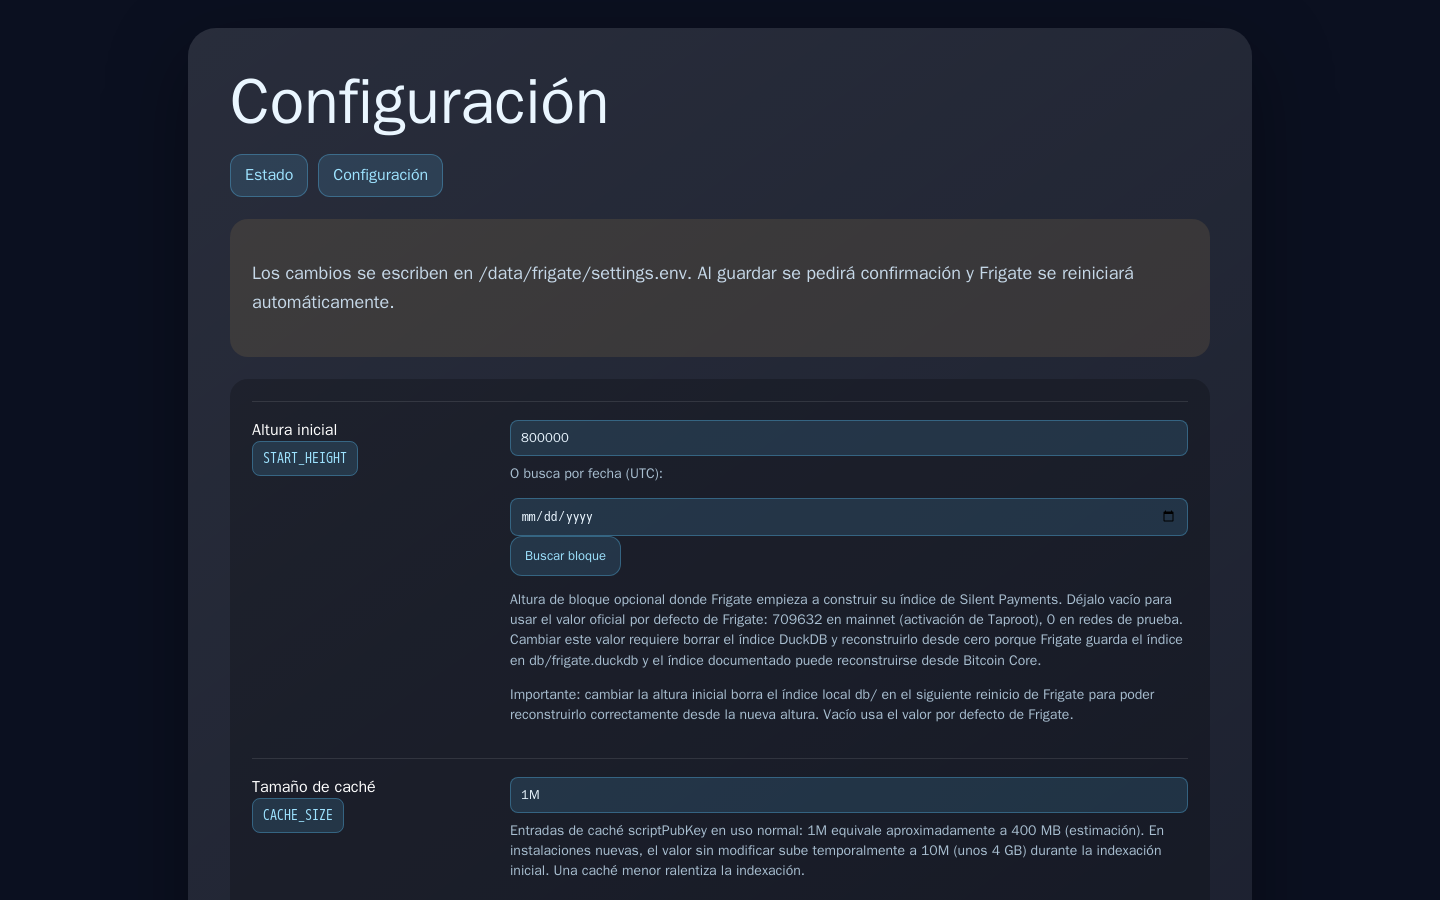 Configuración
Estado
Configuración
Los cambios se escriben en /data/frigate/settings.env. Al guardar se pedirá confirmación y Frigate se reiniciará
automáticamente.
Altura inicial
START_HEIGHT
800000
O busca por fecha (UTC):
mm/dd/yyyy
Buscar bloque
Altura de bloque opcional donde Frigate empieza a construir su índice de Silent Payments. Déjalo vacío para
usar el valor oficial por defecto de Frigate: 709632 en mainnet (activación de Taproot), 0 en redes de prueba.
Cambiar este valor requiere borrar el índice DuckDB y reconstruirlo desde cero porque Frigate guarda el índice
en db/frigate.duckdb y el índice documentado puede reconstruirse desde Bitcoin Core.
Importante: cambiar la altura inicial borra el índice local db/ en el siguiente reinicio de Frigate para poder
reconstruirlo correctamente desde la nueva altura. Vacío usa el valor por defecto de Frigate.
Tamaño de caché
CACHE_SIZE
1M
Entradas de caché scriptPubKey en uso normal: 1M equivale aproximadamente a 400 MB (estimación). En
instalaciones nuevas, el valor sin modificar sube temporalmente a 10M (unos 4 GB) durante la indexación
inicial. Una caché menor ralentiza la indexación.